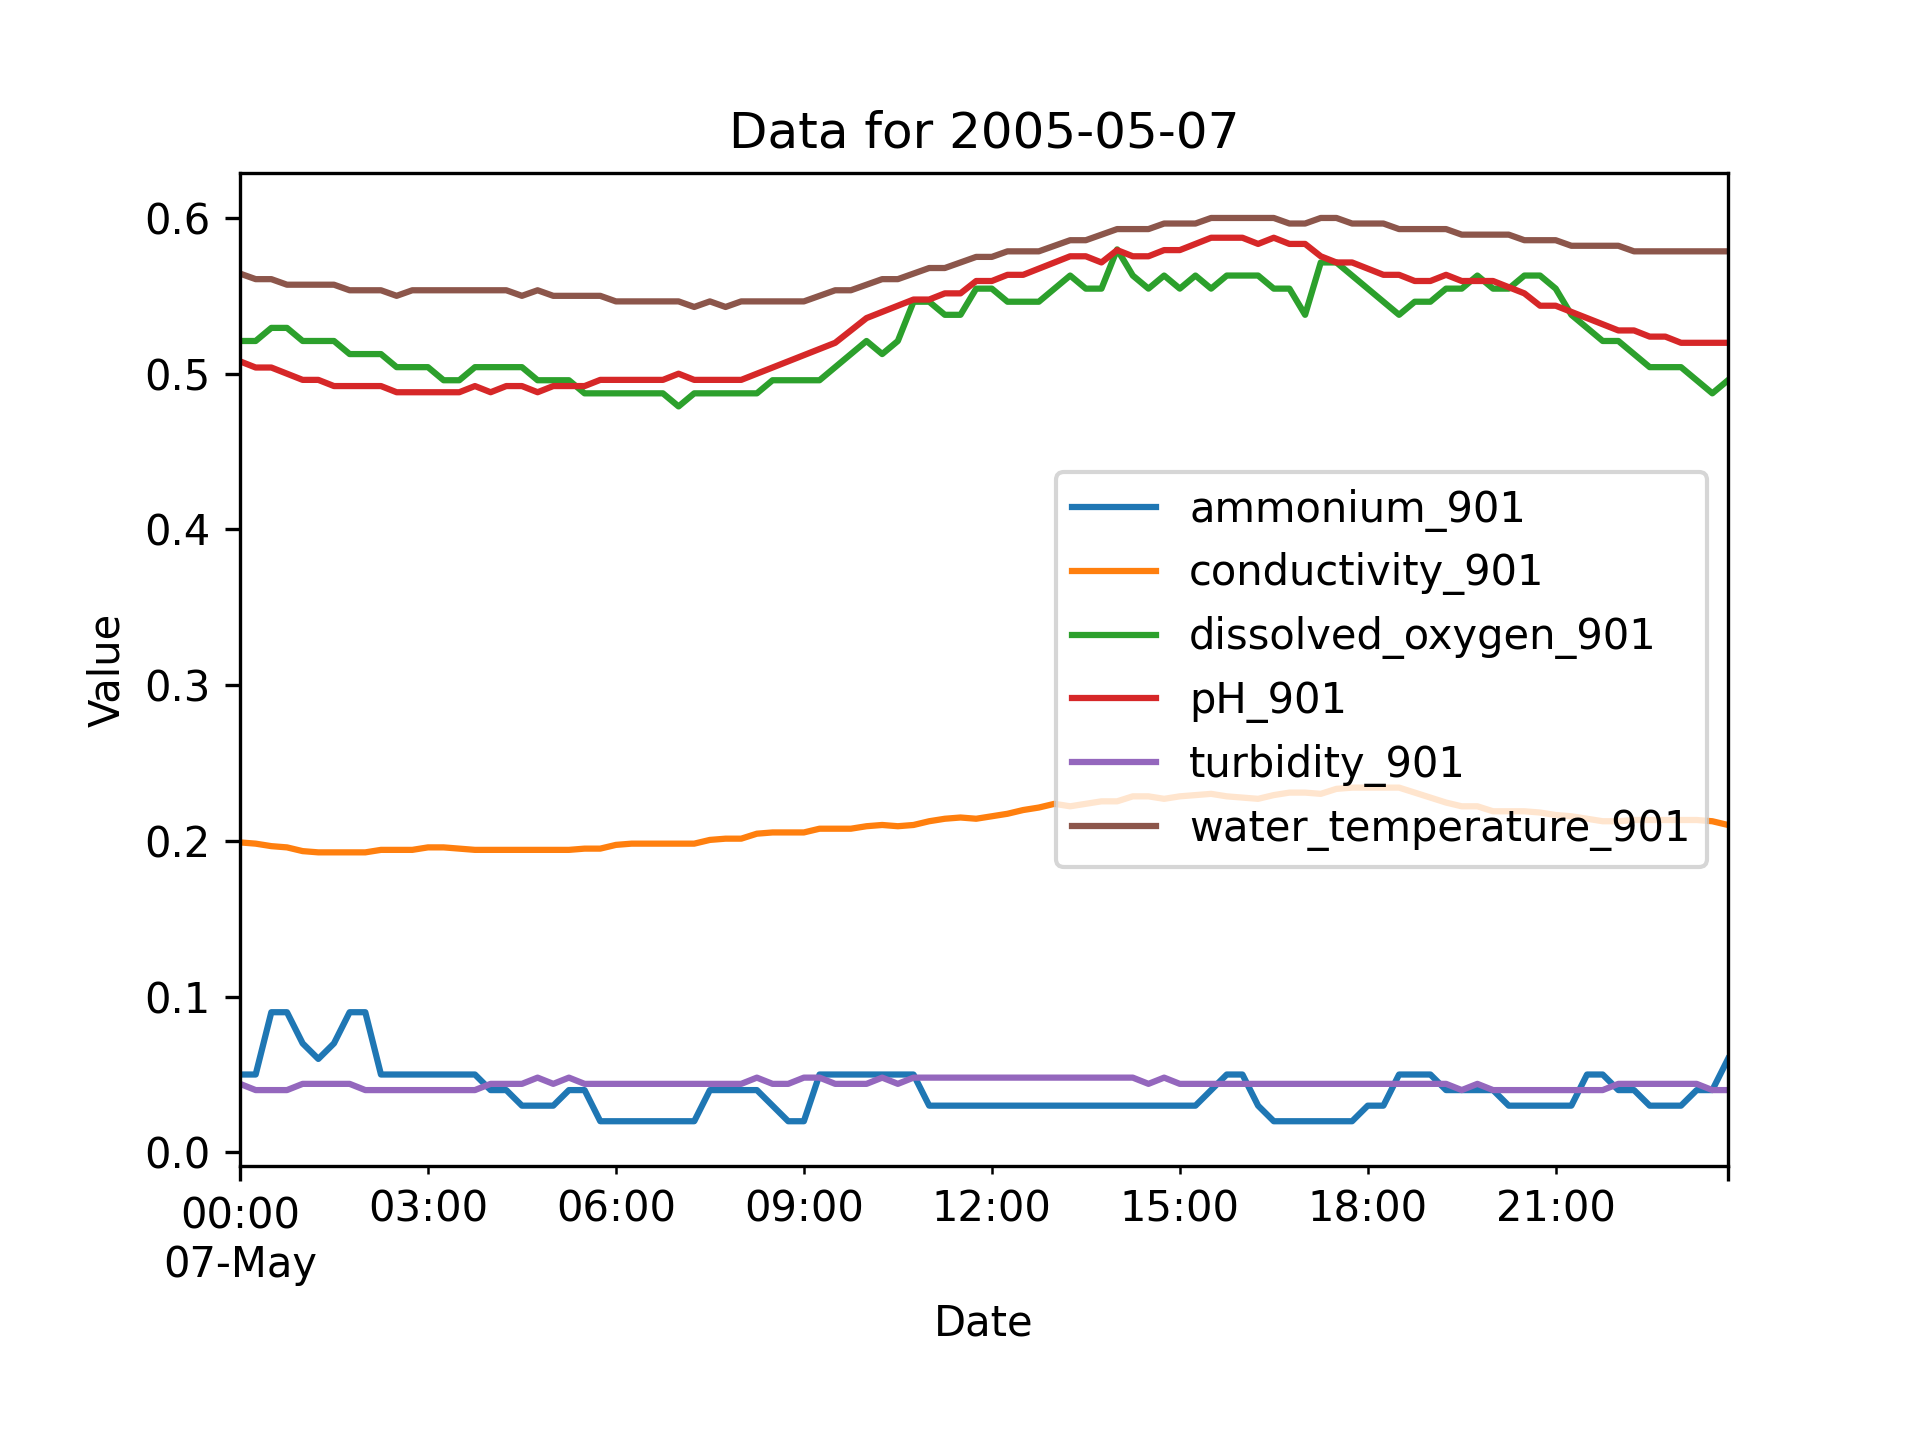 Data for 2005-05-07
Value
0.6
0.5
0.4
0.3
0.2
0.1
0.0
ammonium_901
conductivity_901
dissolved_oxygen_901
pH_901
turbidity_901
water_temperature_901
00:00 03:00 06:00 09:00 12:00 15:00 18:00 21:00
07-May
Date